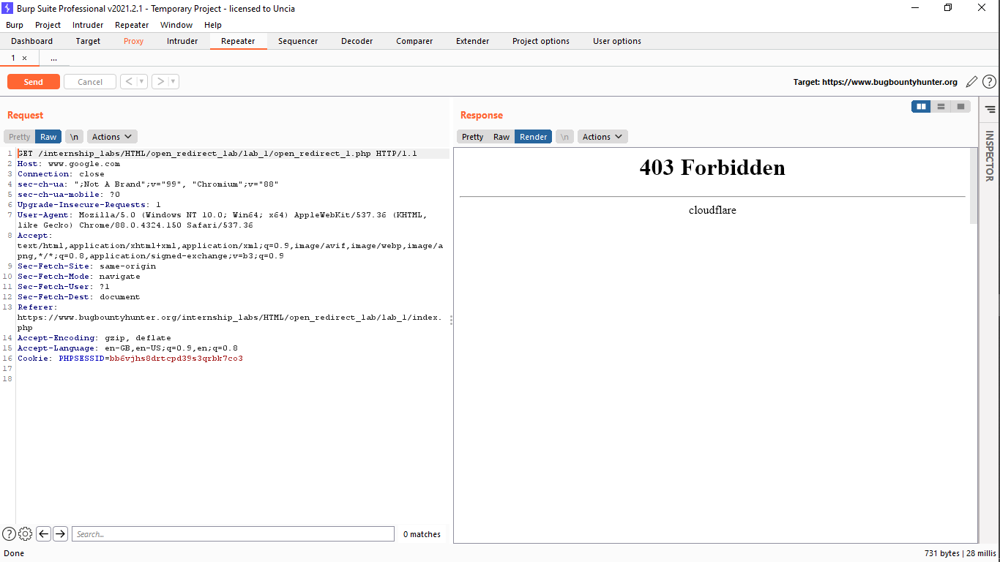 Burp Suite Professional v2021.2.1 - Temporary Project - licensed to Uncia
Burp Project Intruder Repeater Window Help
Dashboard Target Proxy Intruder Repeater Sequencer Decoder Comparer Extender Project options User options
1 × ...
Send Cancel < > Target: https://www.bugbountyhunter.org ?
Request
Pretty Raw \n Actions
1 GET /internship_labs/HTML/open_redirect_lab/lab_1/open_redirect_1.php HTTP/1.1
2 Host: www.google.com
3 Connection: close
4 sec-ch-ua: ";Not A Brand";v="99", "Chromium";v="88"
5 sec-ch-ua-mobile: ?0
6 Upgrade-Insecure-Requests: 1
7 User-Agent: Mozilla/5.0 (Windows NT 10.0; Win64; x64) AppleWebKit/537.36 (KHTML,
like Gecko) Chrome/88.0.4324.150 Safari/537.36
8 Accept:
text/html,application/xhtml+xml,application/xml;q=0.9,image/avif,image/webp,image/a
png,*/*;q=0.8,application/signed-exchange;v=b3;q=0.9
9 Sec-Fetch-Site: same-origin
10 Sec-Fetch-Mode: navigate
11 Sec-Fetch-User: ?1
12 Sec-Fetch-Dest: document
13 Referer:
https://www.bugbountyhunter.org/internship_labs/HTML/open_redirect_lab/lab_1/index.
php
14 Accept-Encoding: gzip, deflate
15 Accept-Language: en-GB,en-US;q=0.9,en;q=0.8
16 Cookie: PHPSESSID=bb6vjhs8drtcpd39s3qrbk7co3
17
18
? Search... 0 matches
Response
Pretty Raw Render \n Actions
403 Forbidden
cloudflare
INSPECTOR
Done
731 bytes | 28 millis